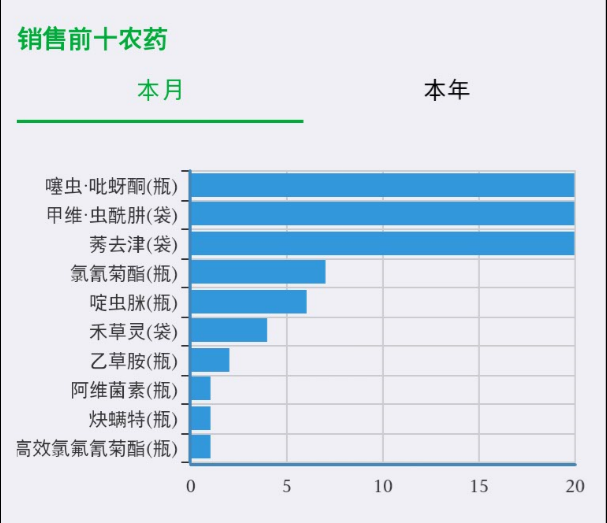 销售前十农药
本月 本年
噻虫·吡蚜酮(瓶)
甲维·虫酰肼(袋)
莠去津(袋)
氯氰菊酯(瓶)
啶虫脒(瓶)
禾草灵(袋)
乙草胺(瓶)
阿维菌素(瓶)
炔螨特(瓶)
高效氯氟氰菊酯(瓶)
0 5 10 15 20